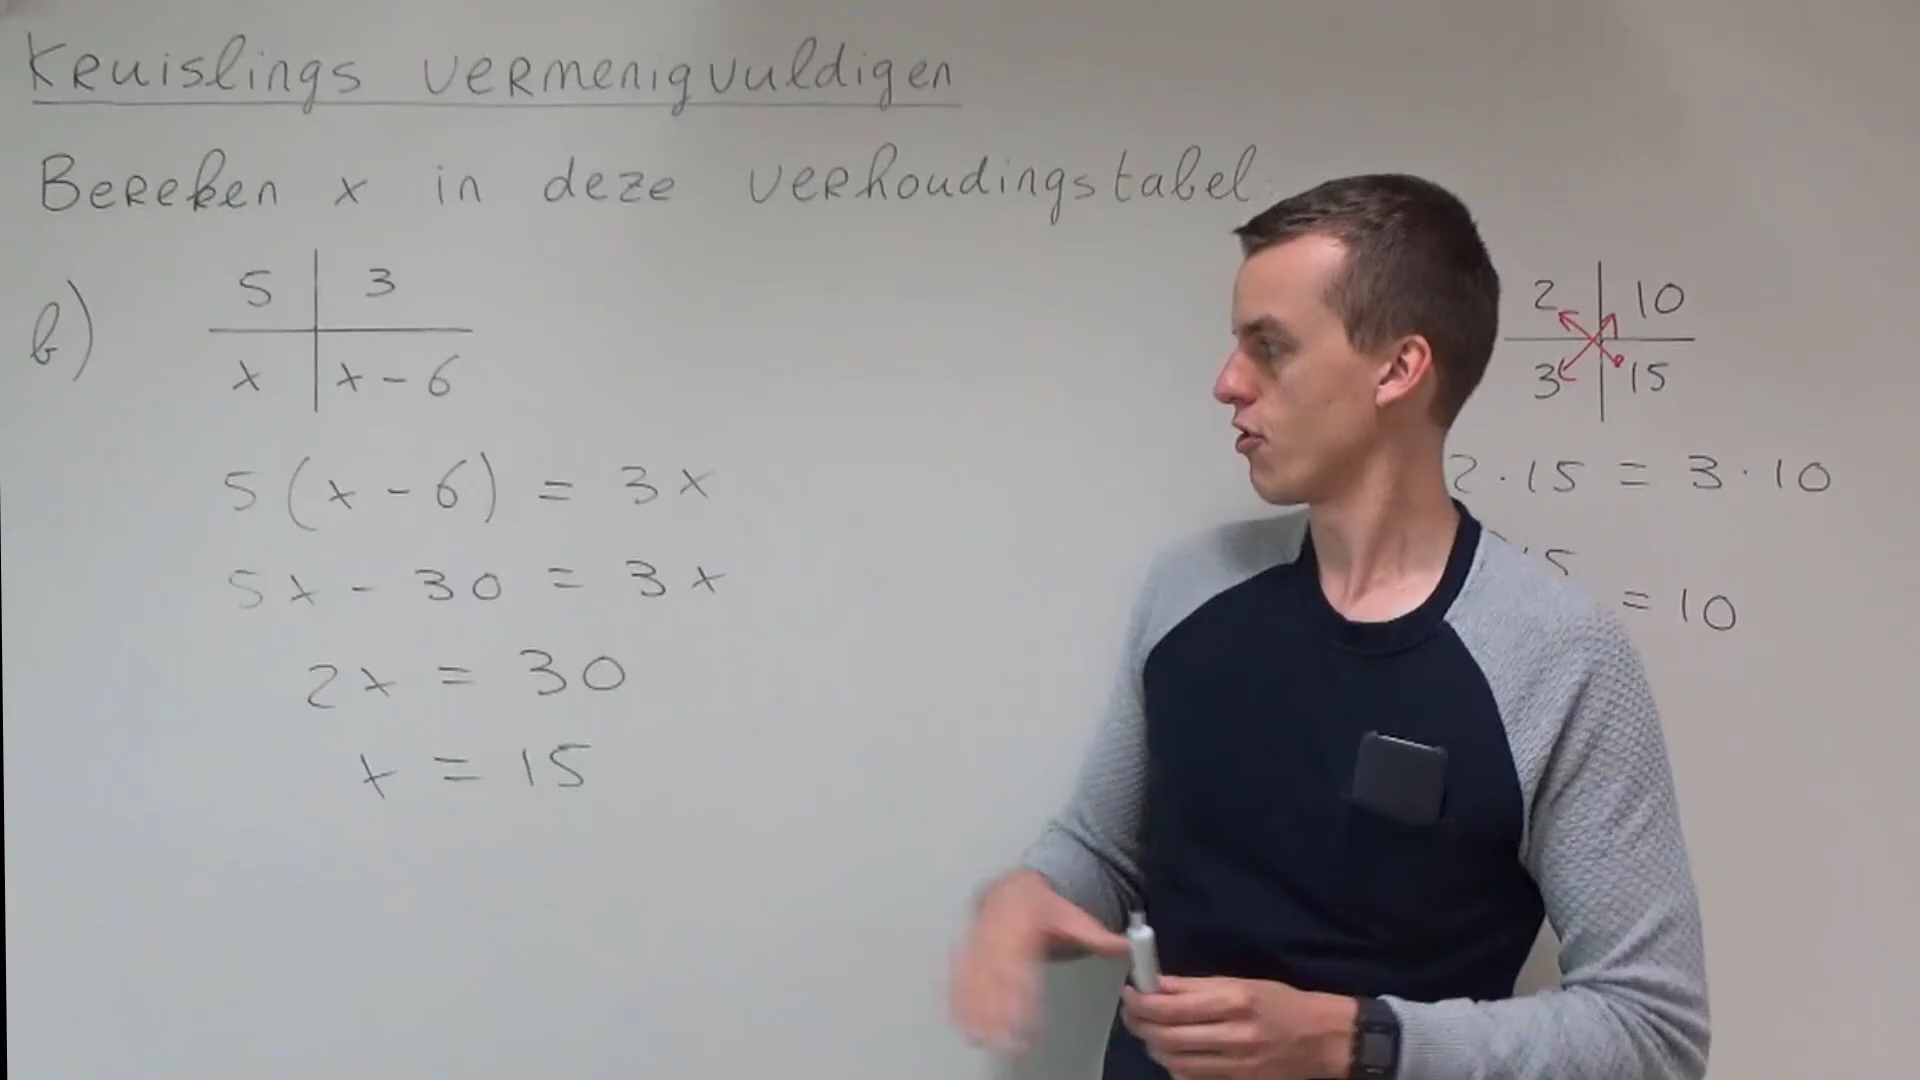 Kruislings vermenigvuldigen
Bereken x in deze verhoudingstabel
b)
5 | 3
x | x - 6
5(x - 6) = 3x
5x - 30 = 3x
2x = 30
x = 15
2 | 10
3 | 15
2 · 15 = 3 · 10
15
= 10